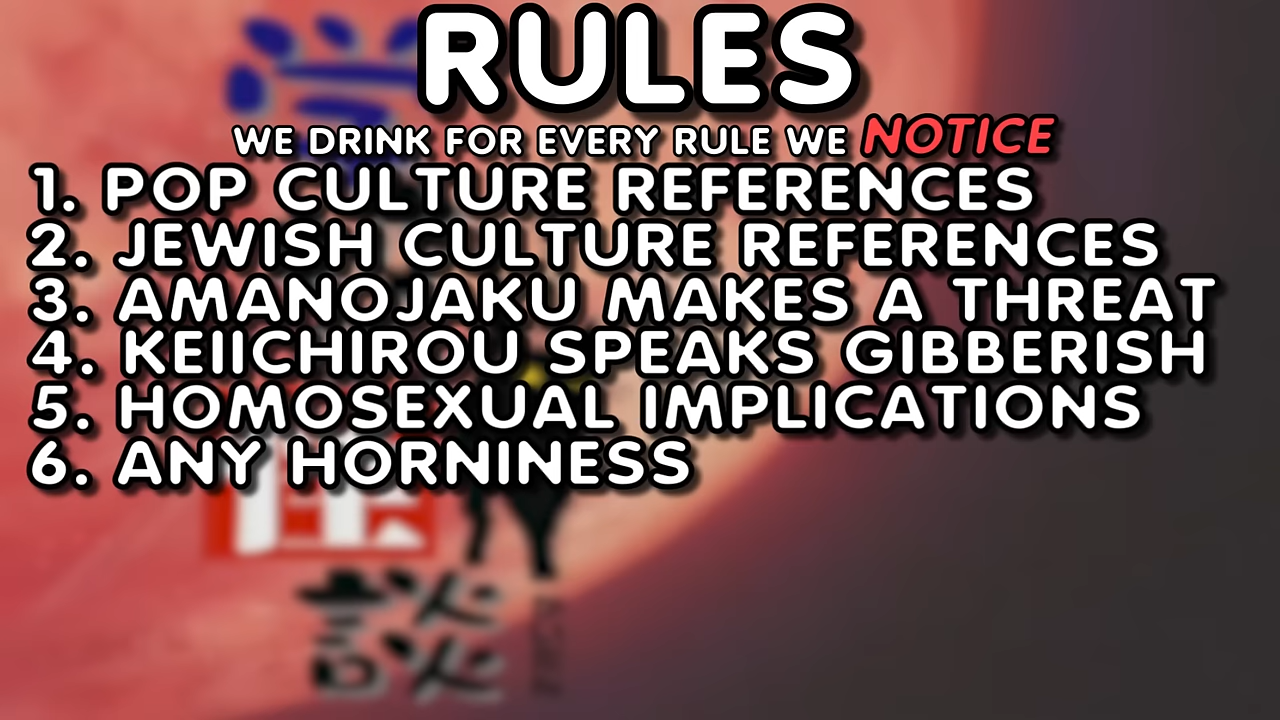 RULES
WE DRINK FOR EVERY RULE WE NOTICE
1. POP CULTURE REFERENCES
2. JEWISH CULTURE REFERENCES
3. AMANOJAKU MAKES A THREAT
4. KEIICHIROU SPEAKS GIBBERISH
5. HOMOSEXUAL IMPLICATIONS
6. ANY HORNINESS
談